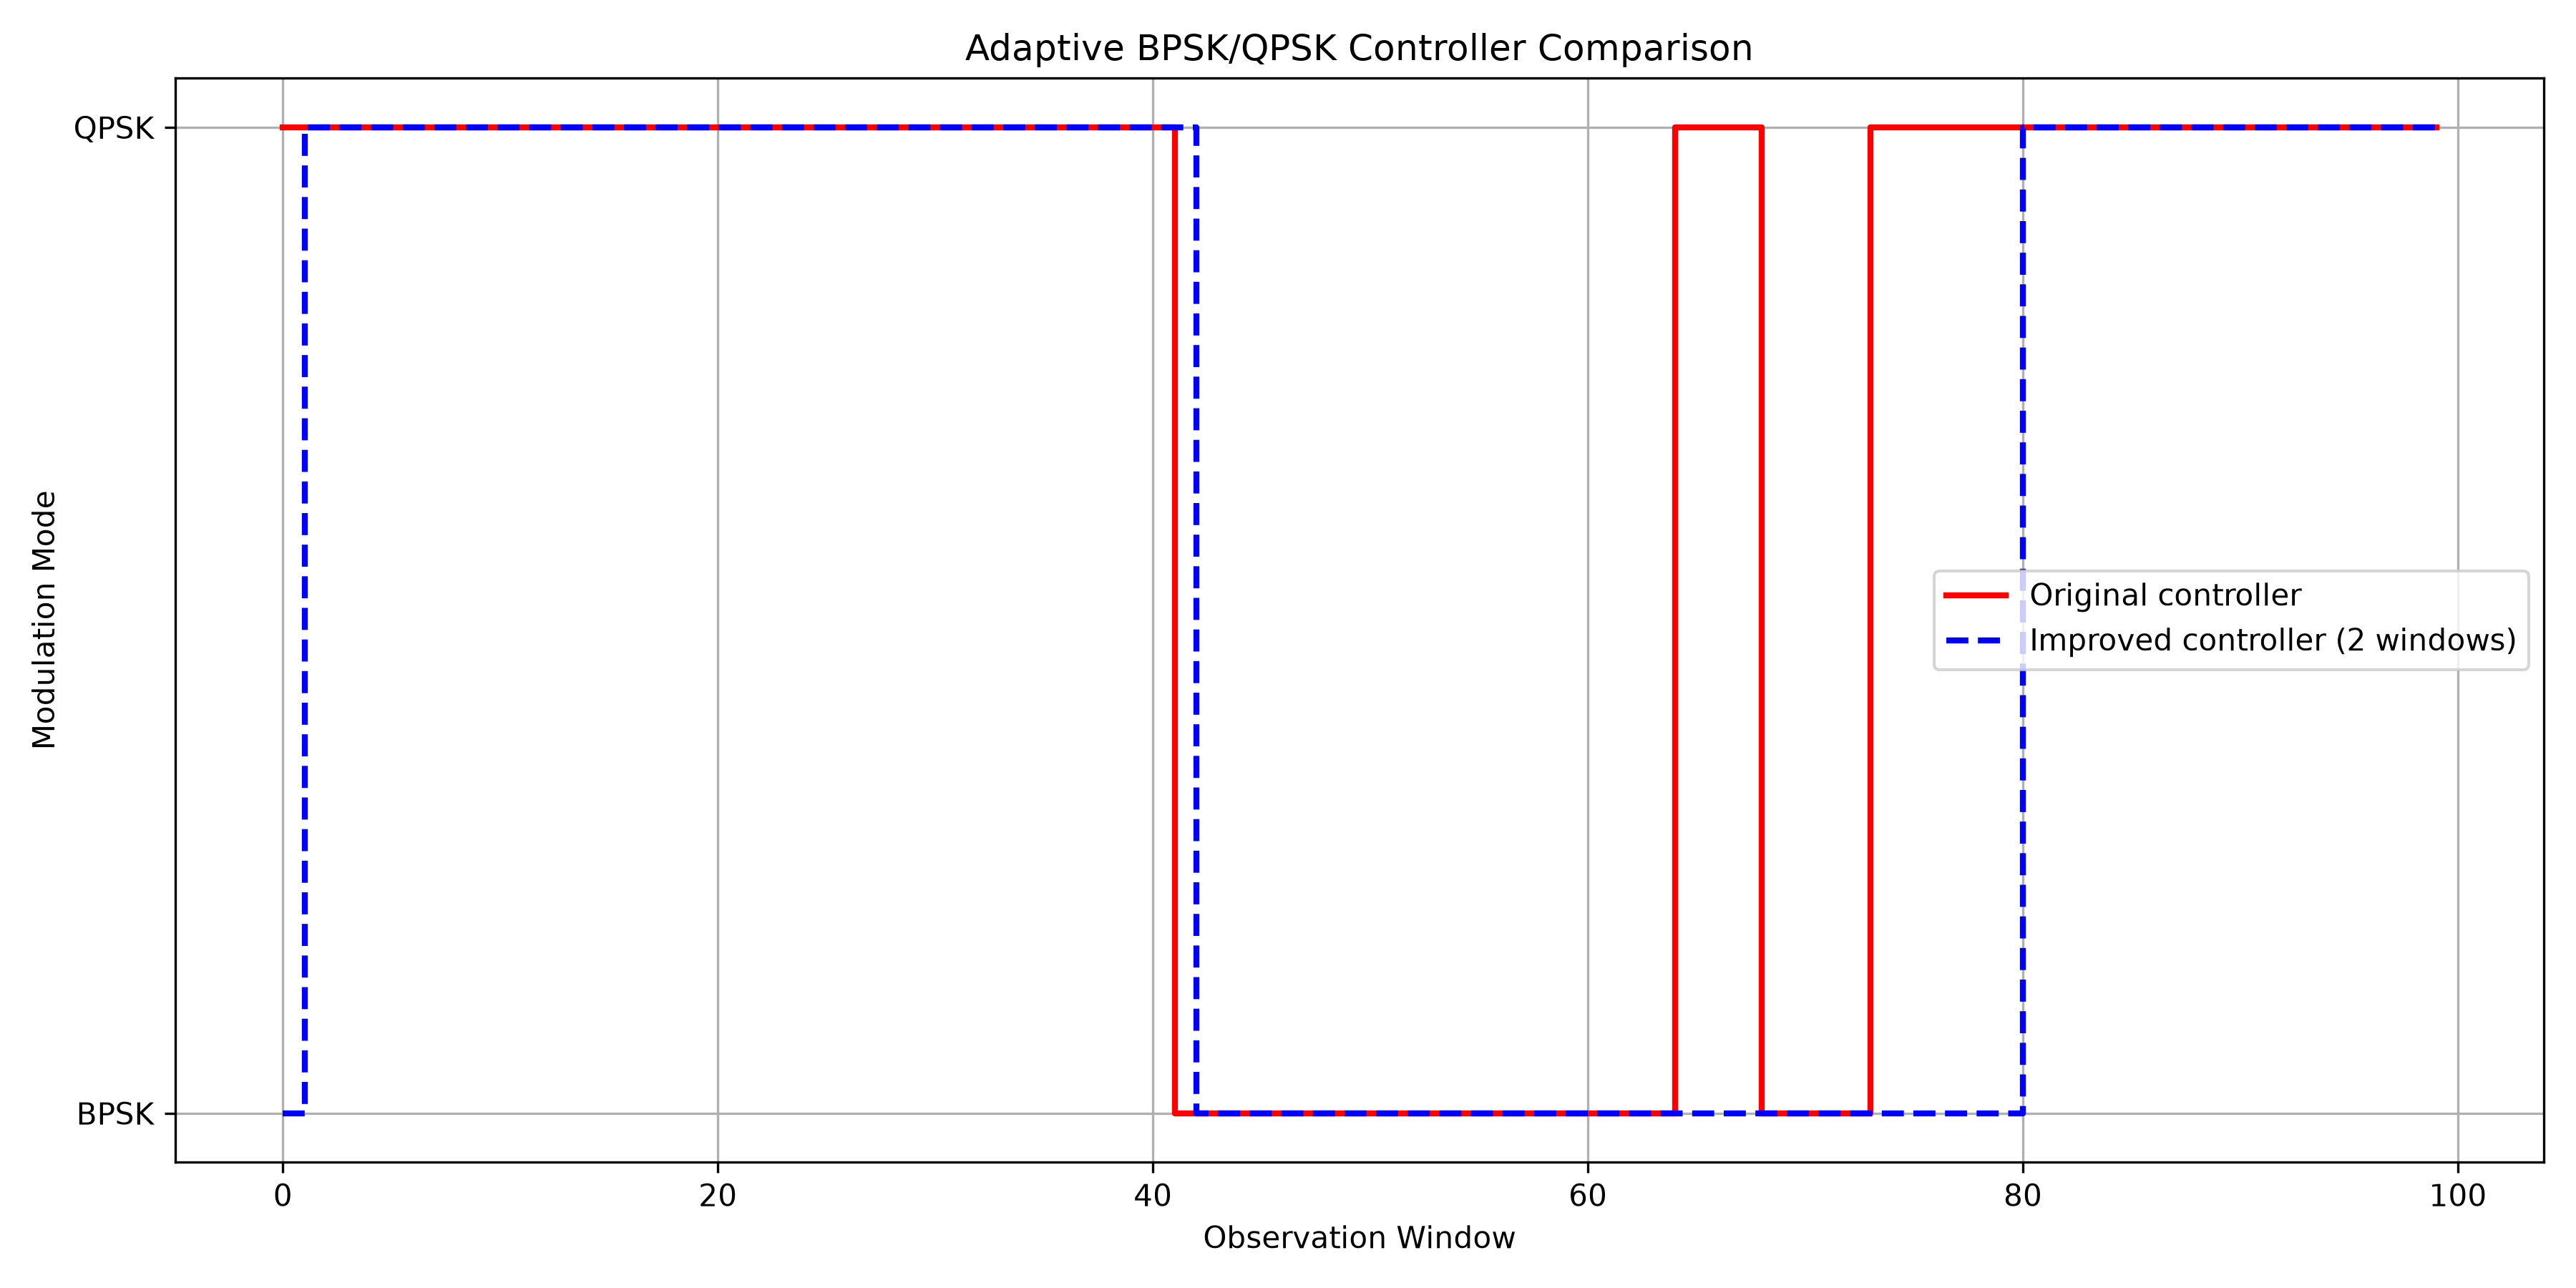 Adaptive BPSK/QPSK Controller Comparison
QPSK
BPSK
Modulation Mode
Original controller
Improved controller (2 windows)
0 20 40 60 80 100
Observation Window